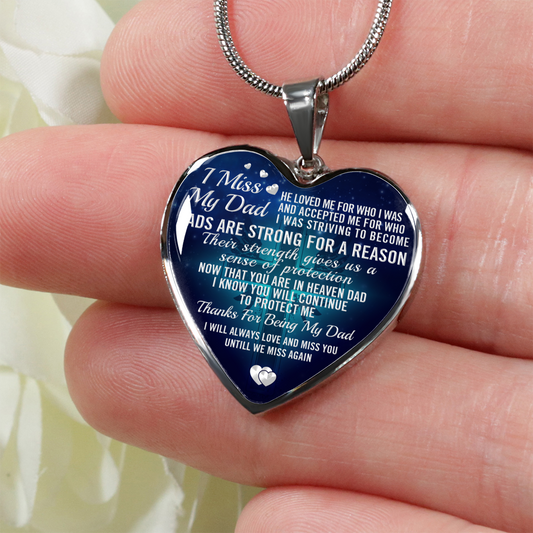 I Miss
My Dad
HE LOVED ME FOR WHO I WAS
AND ACCEPTED ME FOR WHO
I WAS STRIVING TO BECOME
ADS ARE STRONG FOR A REASON
Their strength gives us a
sense of protection
NOW THAT YOU ARE IN HEAVEN DAD
I KNOW YOU WILL CONTINUE
TO PROTECT ME
Thanks For Being My Dad
I WILL ALWAYS LOVE AND MISS YOU
UNTILL WE MISS AGAIN